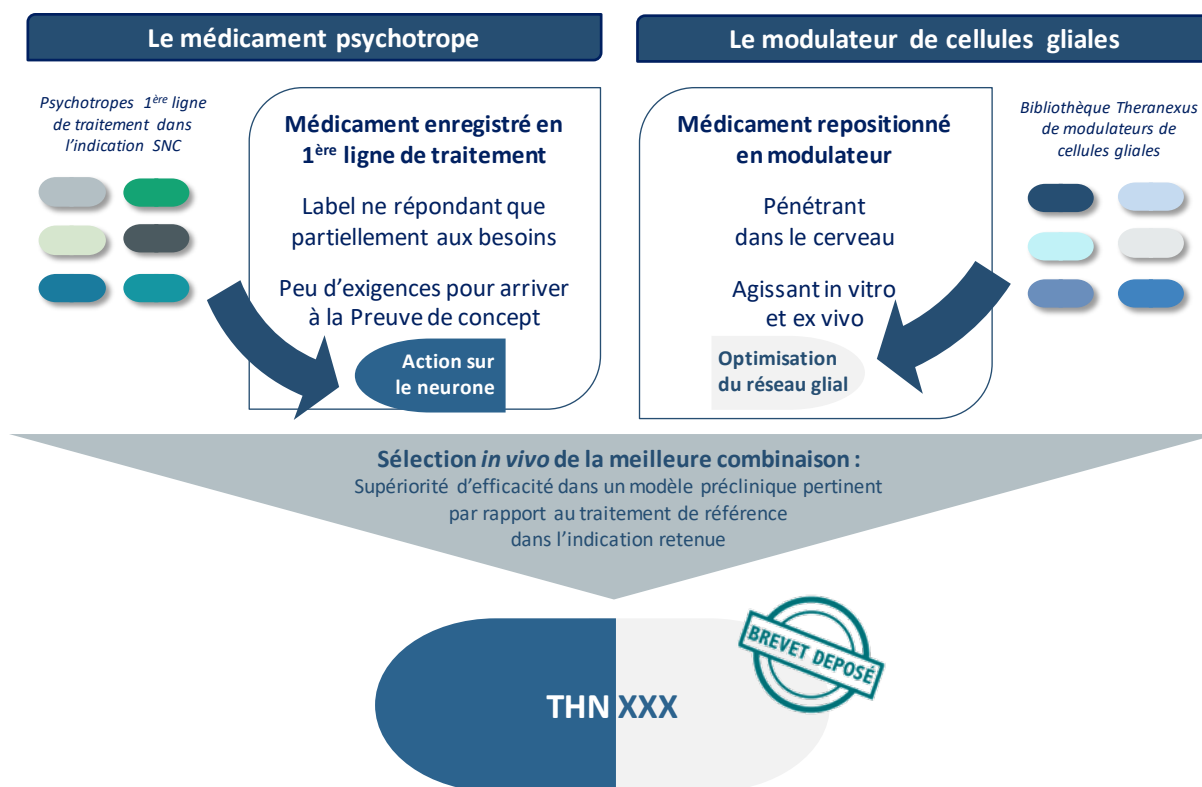 Le médicament psychotrope
Psychotropes 1ère ligne
de traitement dans
l'indication SNC
Médicament enregistré en
1ère ligne de traitement
Label ne répondant que
partiellement aux besoins
Peu d'exigences pour arriver
à la Preuve de concept
Action sur
le neurone
Le modulateur de cellules gliales
Médicament repositionné
en modulateur
Pénétrant
dans le cerveau
Agissant in vitro
et ex vivo
Optimisation
du réseau glial
Bibliothèque Theranexus
de modulateurs de
cellules gliales
Sélection in vivo de la meilleure combinaison :
Supériorité d'efficacité dans un modèle préclinique pertinent
par rapport au traitement de référence
dans l'indication retenue
BREVET DEPOSÉ
THN XXX